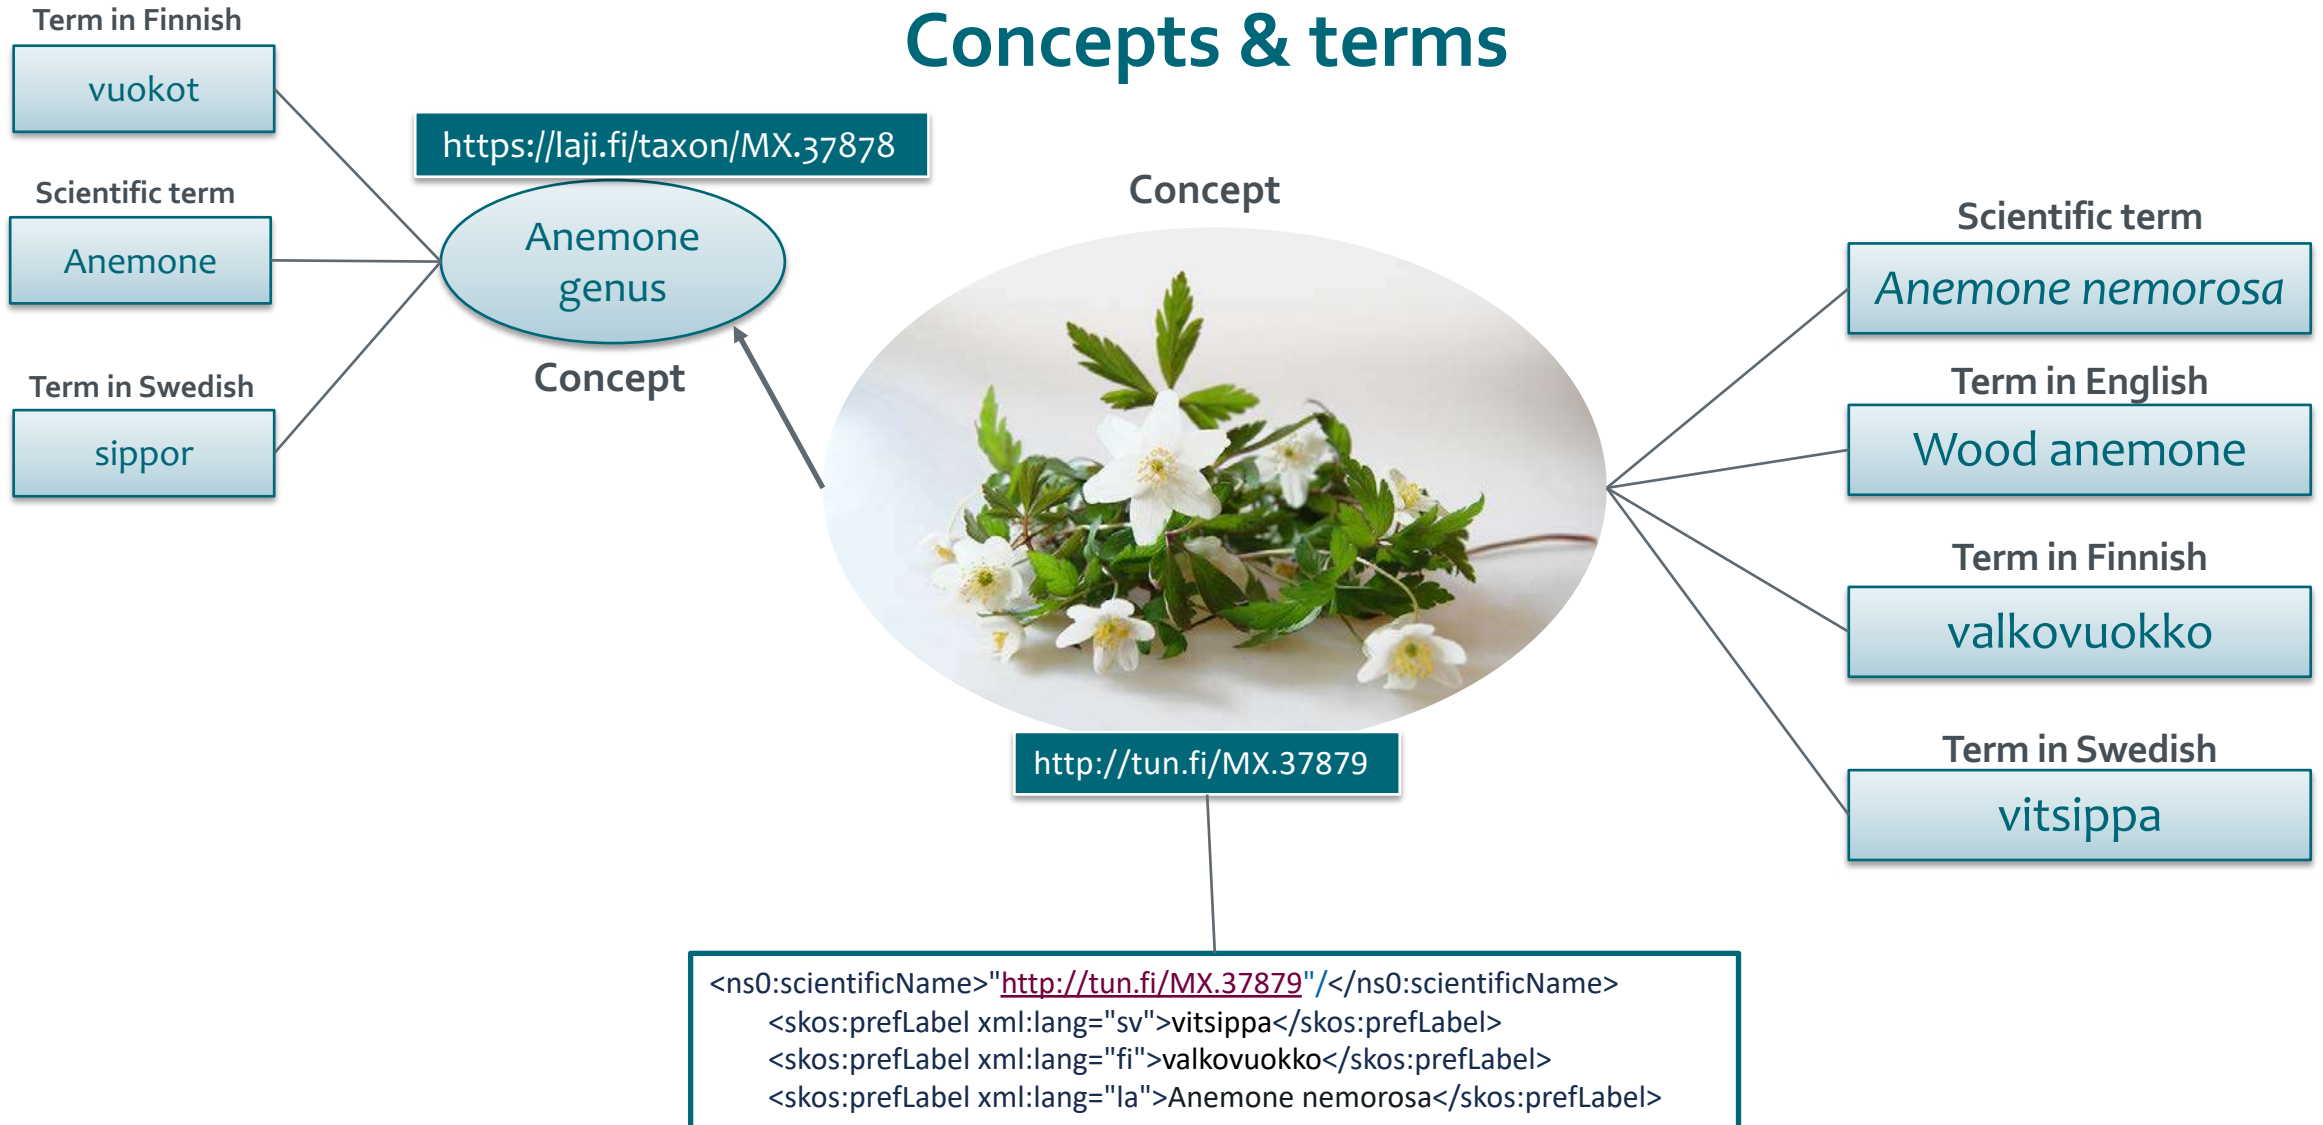 Concepts & terms
Term in Finnish
vuokot
Scientific term
Anemone
Term in Swedish
sippor
https://laji.fi/taxon/MX.37878
Anemone
genus
Concept
Concept
http://tun.fi/MX.37879
Scientific term
Anemone nemorosa
Term in English
Wood anemone
Term in Finnish
valkovuokko
Term in Swedish
vitsippa
<ns0:scientificName>"http://tun.fi/MX.37879"/</ns0:scientificName>
<skos:prefLabel xml:lang="sv">vitsippa</skos:prefLabel>
<skos:prefLabel xml:lang="fi">valkovuokko</skos:prefLabel>
<skos:prefLabel xml:lang="la">Anemone nemorosa</skos:prefLabel>